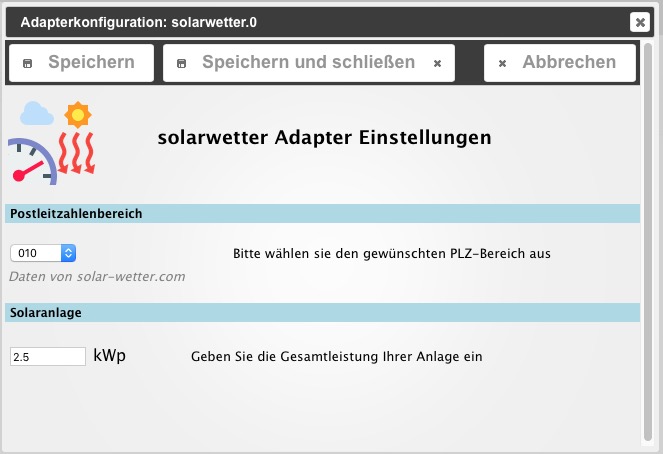 Adapterkonfiguration: solarwetter.0
Speichern Speichern und schließen Abbrechen
solarwetter Adapter Einstellungen
Postleitzahlenbereich
010 Bitte wählen sie den gewünschten PLZ-Bereich aus
Daten von solar-wetter.com
Solaranlage
2.5 kWp Geben Sie die Gesamtleistung Ihrer Anlage ein